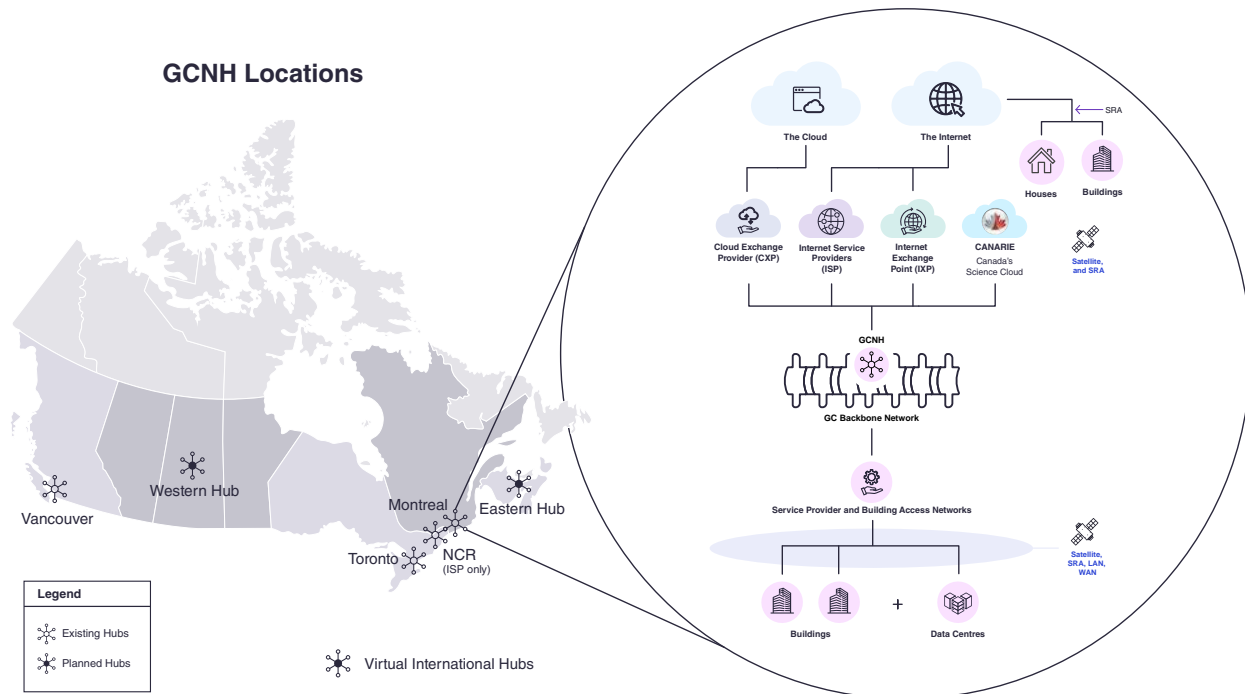 GCNH Locations
Vancouver
Western Hub
Montreal
Eastern Hub
Toronto
NCR
(ISP only)
Legend
Existing Hubs
Planned Hubs
Virtual International Hubs
The Cloud
The Internet
SRA
Houses
Buildings
Cloud Exchange
Provider (CXP)
Internet Service
Providers
(ISP)
Internet
Exchange
Point (IXP)
CANARIE
Canada's
Science Cloud
Satellite,
and SRA
GCNH
GC Backbone Network
Service Provider and Building Access Networks
Satellite,
SRA, LAN,
WAN
Buildings
+
Data Centres